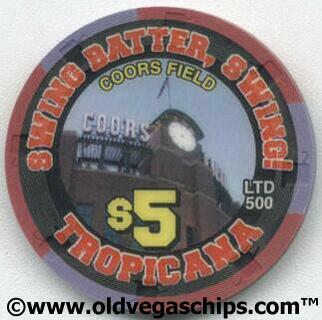 SWING BATTER, SWING!
COORS FIELD
COORS
$5
LTD
500
TROPICANA
©www.oldvegaschips.com™